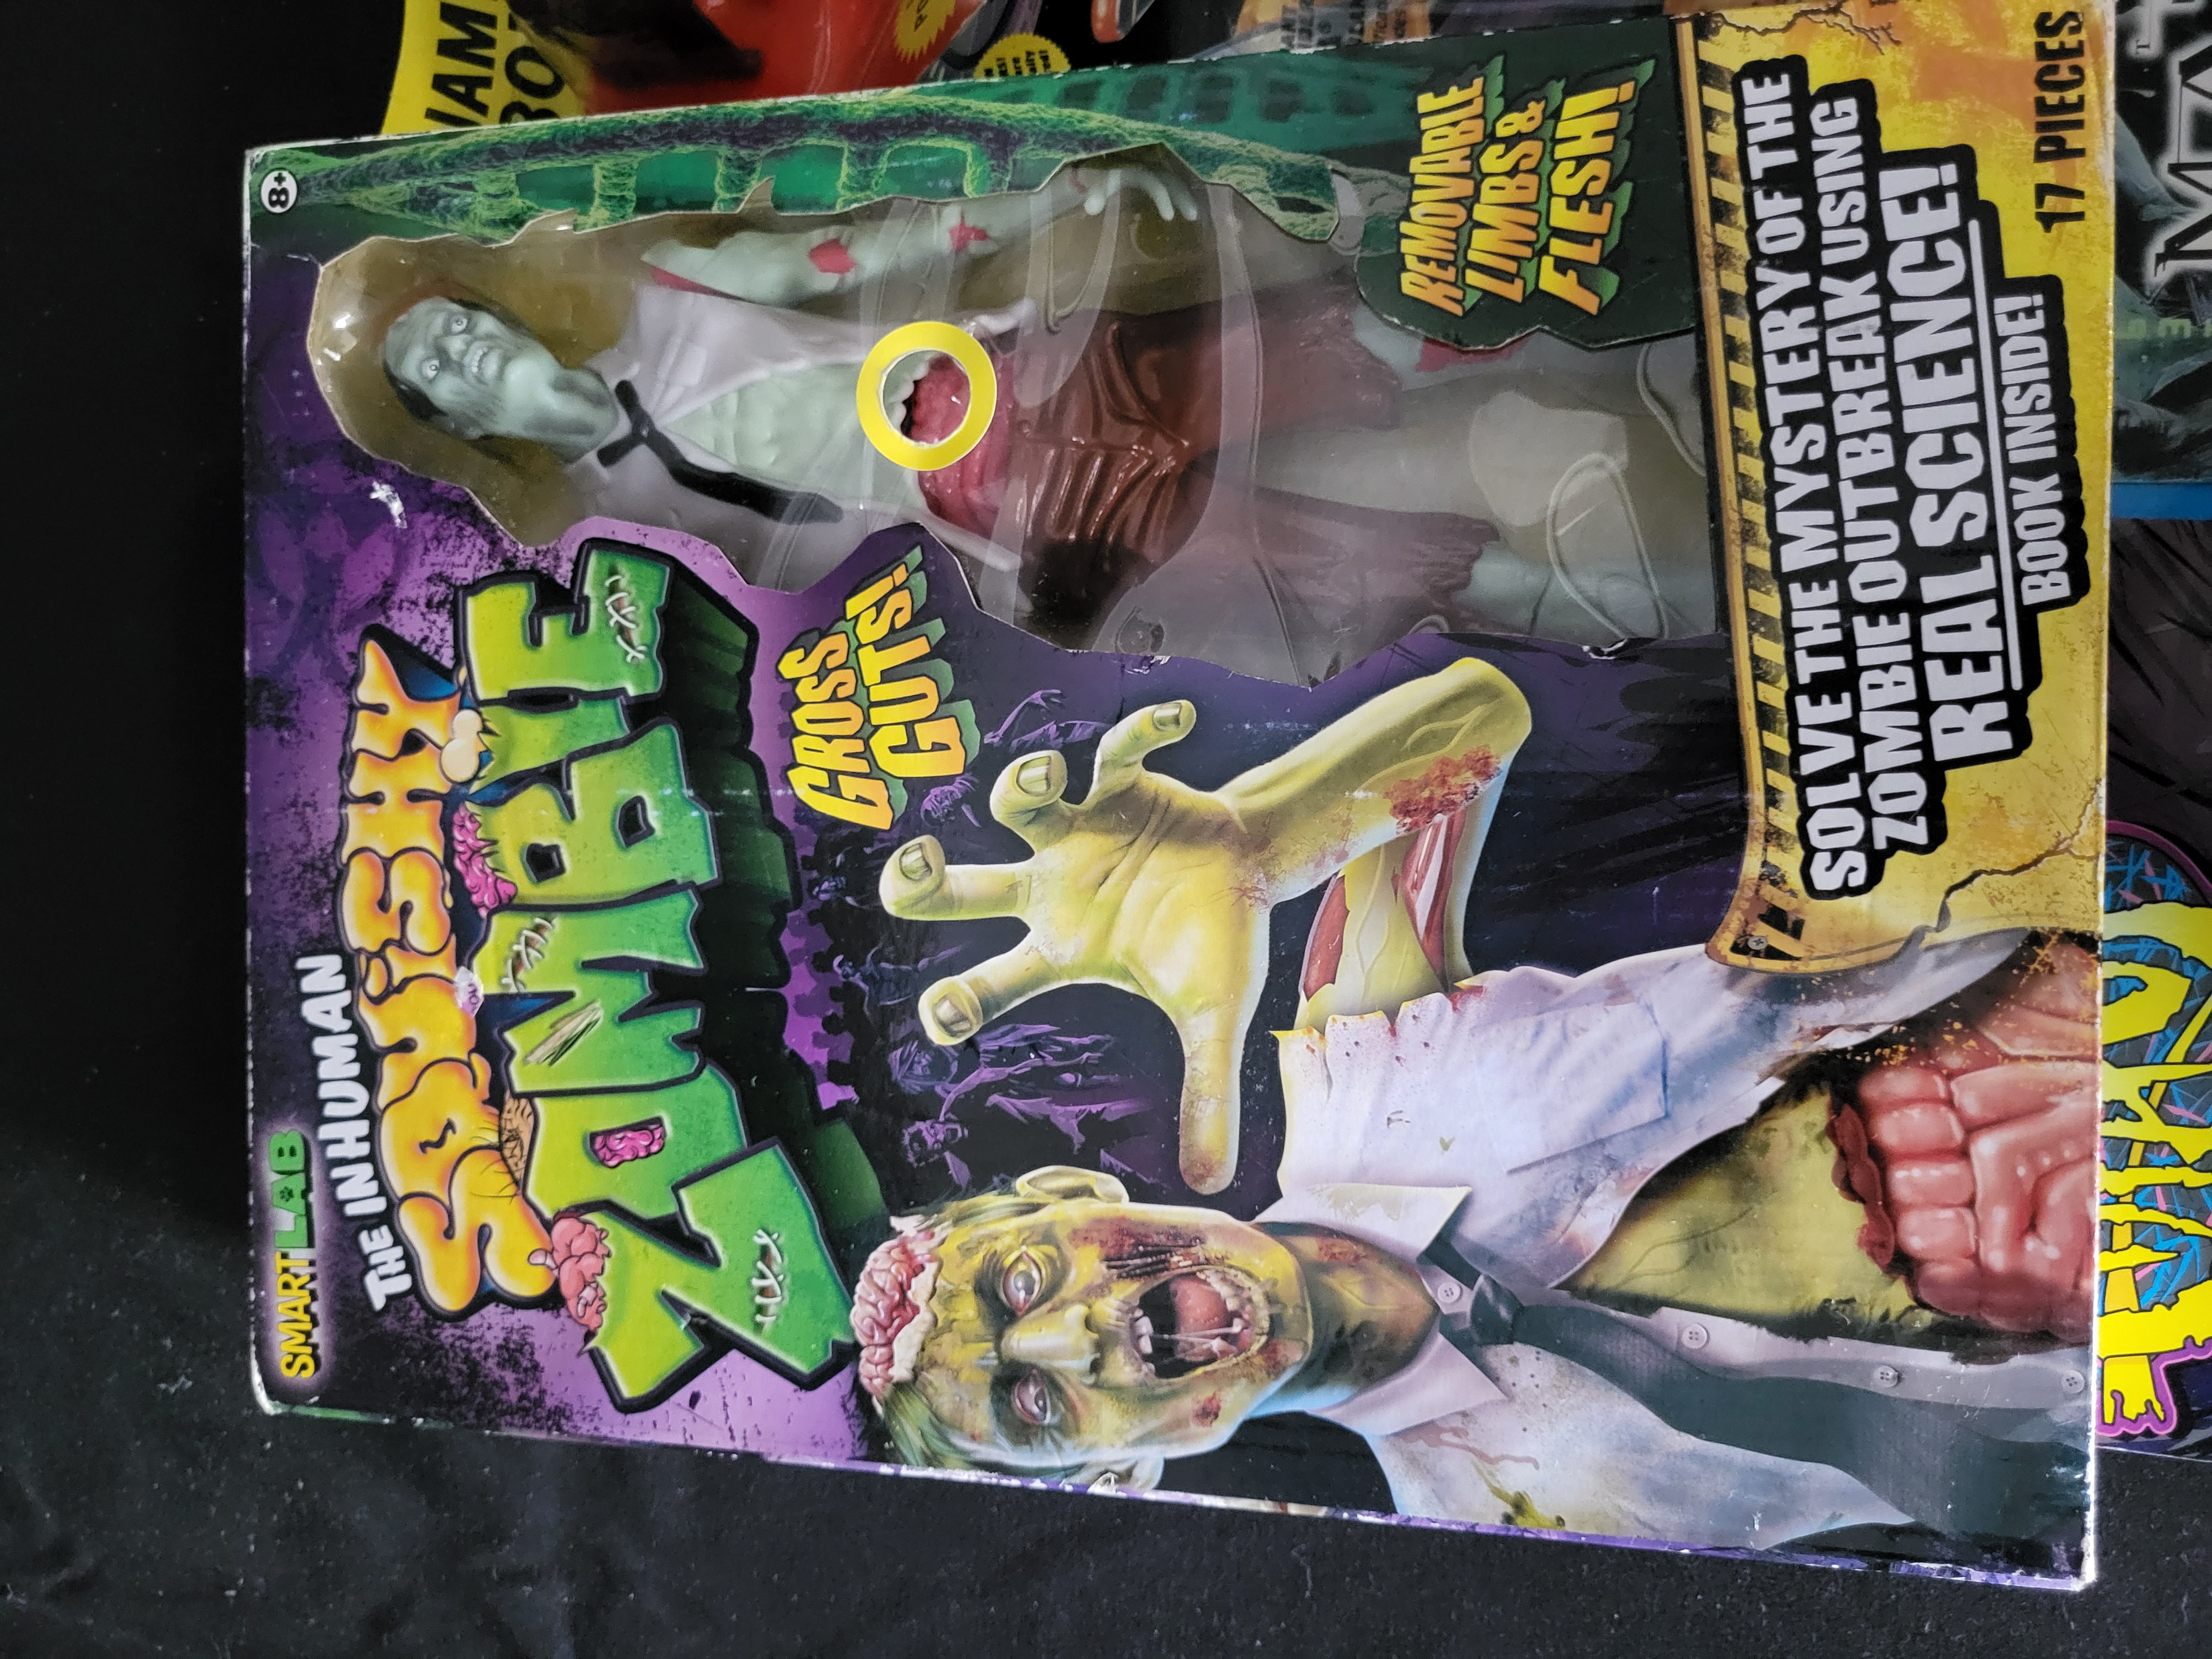 SMARTLAB
THE INHUMAN
SQUISHY
ZOMBIE
8+
GROSS
GUTS!
REMOVABLE
LIMBS &
FLESH!
SOLVE THE MYSTERY OF THE
ZOMBIE OUTBREAK USING
REAL SCIENCE!
BOOK INSIDE!
17 PIECES